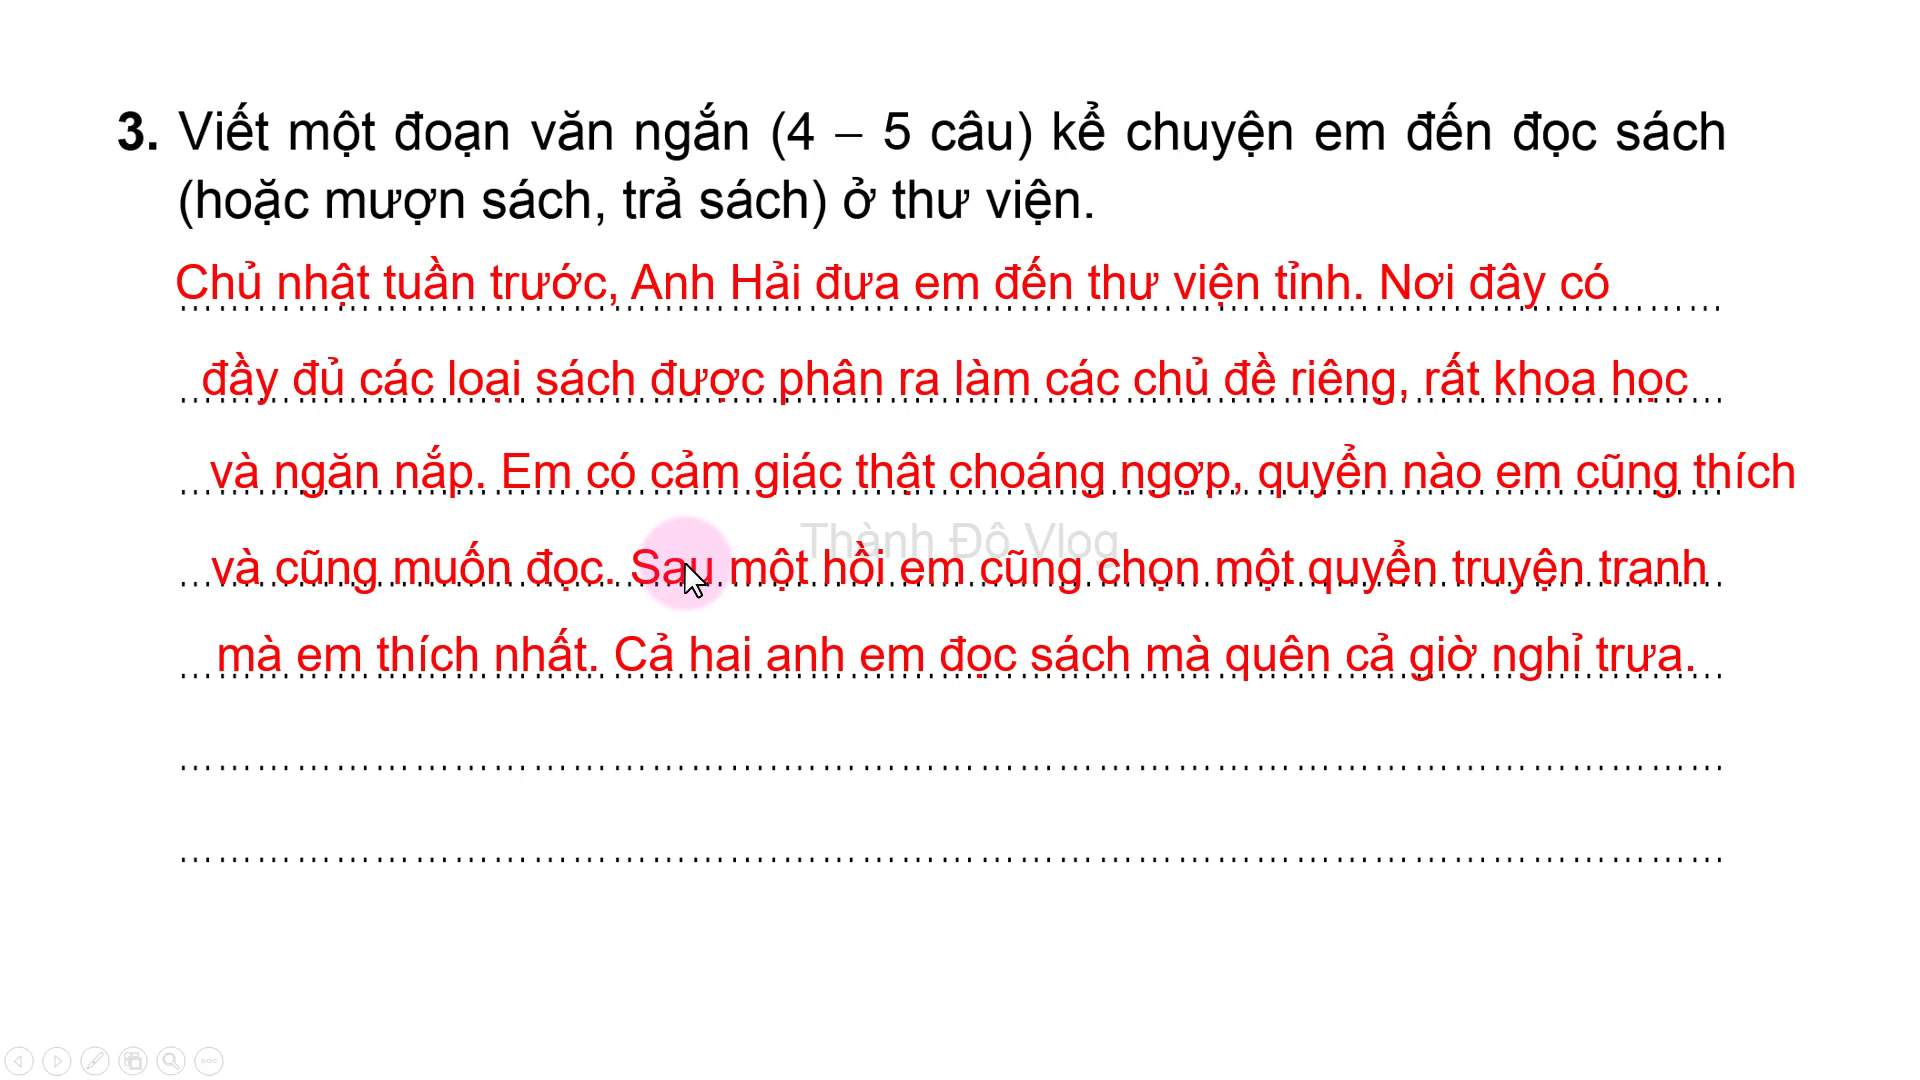 3. Viết một đoạn văn ngắn (4 – 5 câu) kể chuyện em đến đọc sách
(hoặc mượn sách, trả sách) ở thư viện.
Chủ nhật tuần trước, Anh Hải đưa em đến thư viện tỉnh. Nơi đây có
đầy đủ các loại sách được phân ra làm các chủ đề riêng, rất khoa học
và ngăn nắp. Em có cảm giác thật choáng ngợp, quyển nào em cũng thích
Thành Đô Vlog
và cũng muốn đọc. Sau một hồi em cũng chọn một quyển truyện tranh
mà em thích nhất. Cả hai anh em đọc sách mà quên cả giờ nghỉ trưa.